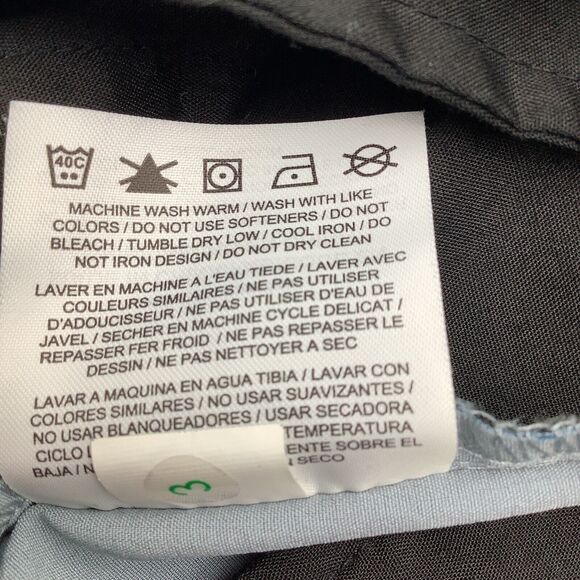 40C
MACHINE WASH WARM / WASH WITH LIKE
COLORS / DO NOT USE SOFTENERS / DO NOT
BLEACH / TUMBLE DRY LOW / COOL IRON / DO
NOT IRON DESIGN / DO NOT DRY CLEAN
LAVER EN MACHINE A L'EAU TIEDE / LAVER AVEC
COULEURS SIMILAIRES / NE PAS UTILISER
D'ADOUCISSEUR / NE PAS UTILISER D'EAU DE
JAVEL / SECHER EN MACHINE CYCLE DELICAT /
REPASSER FER FROID / NE PAS REPASSER LE
DESSIN / NE PAS NETTOYER A SEC
LAVAR A MAQUINA EN AGUA TIBIA / LAVAR CON
COLORES SIMILARES / NO USAR SUAVIZANTES /
NO USAR BLANQUEADORES / USAR SECADORA
CICLO TEMPERATURA
BAJA / SOBRE EL
SECO
3